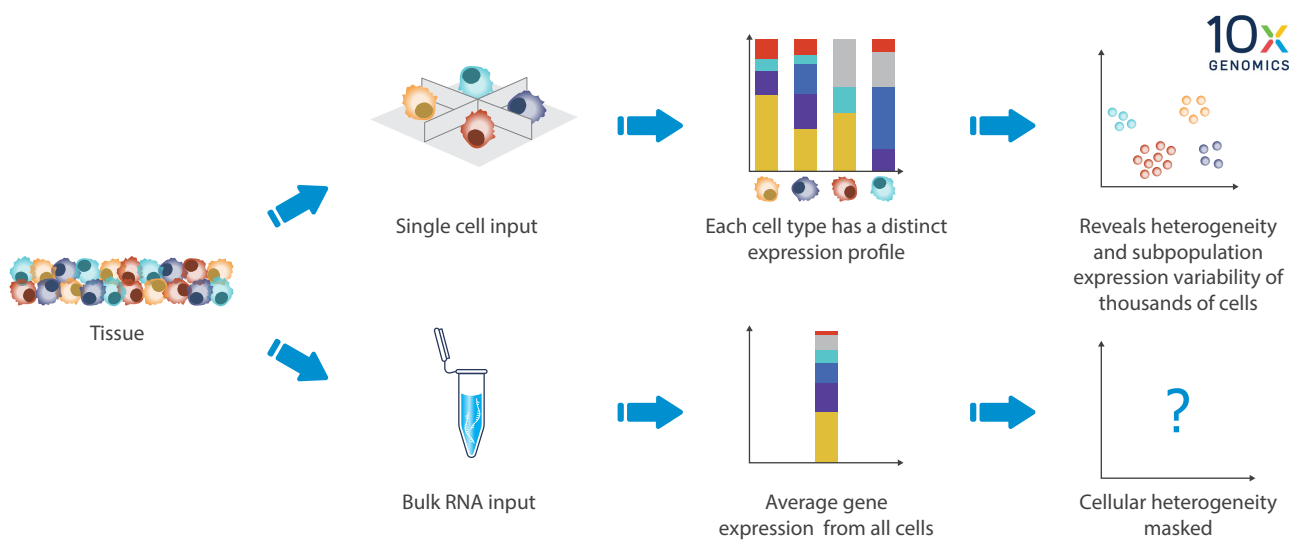 10x
GENOMICS
Single cell input
Each cell type has a distinct
expression profile
Reveals heterogeneity
and subpopulation
expression variability of
thousands of cells
Tissue
Bulk RNA input
Average gene
expression from all cells
?
Cellular heterogeneity
masked